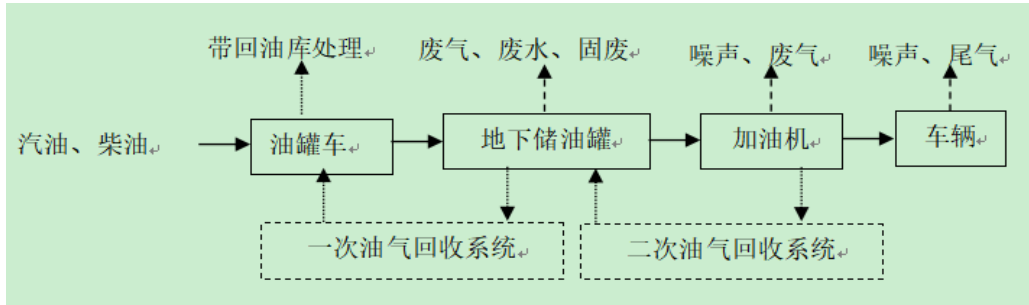 带回油库处理
废气、废水、固废
噪声、废气
噪声、尾气
汽油、柴油
油罐车
地下储油罐
加油机
车辆
一次油气回收系统
二次油气回收系统